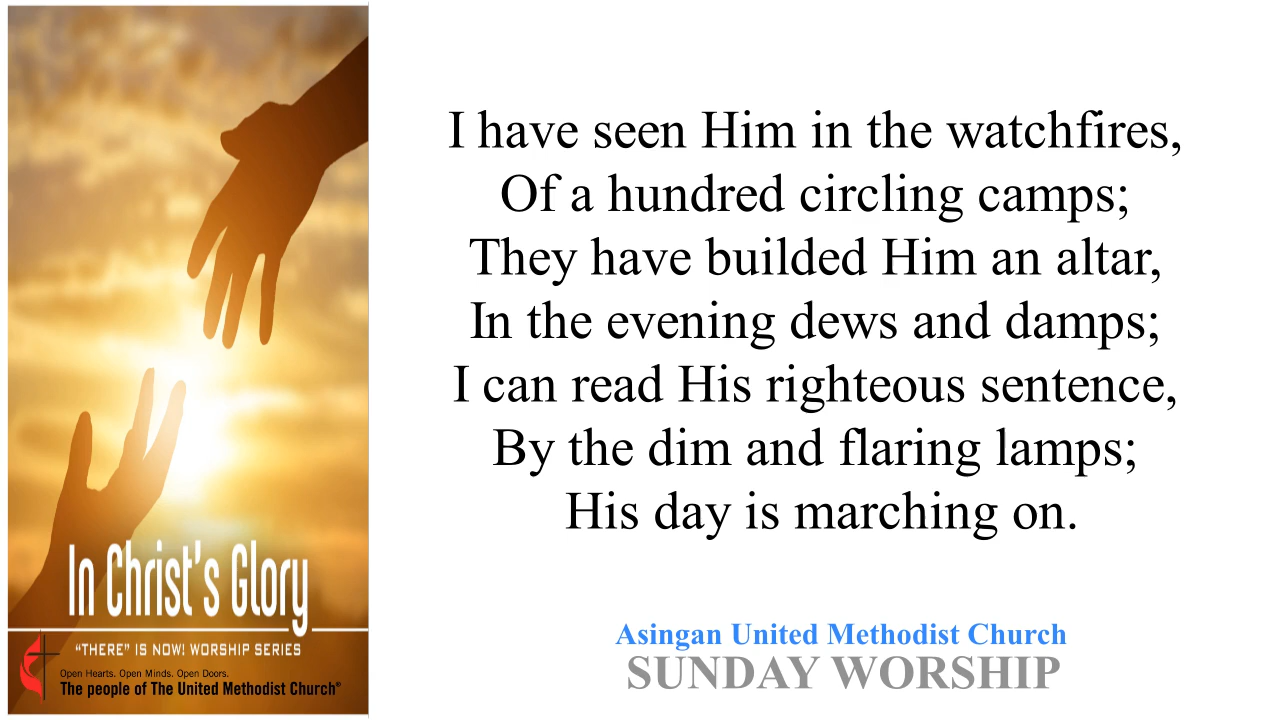 I have seen Him in the watchfires,
Of a hundred circling camps;
They have builded Him an altar,
In the evening dews and damps;
I can read His righteous sentence,
By the dim and flaring lamps;
His day is marching on.
In Christ's Glory
“THERE” IS NOW! WORSHIP SERIES
Open Hearts. Open Minds. Open Doors.
The people of The United Methodist Church®
Asingan United Methodist Church
SUNDAY WORSHIP